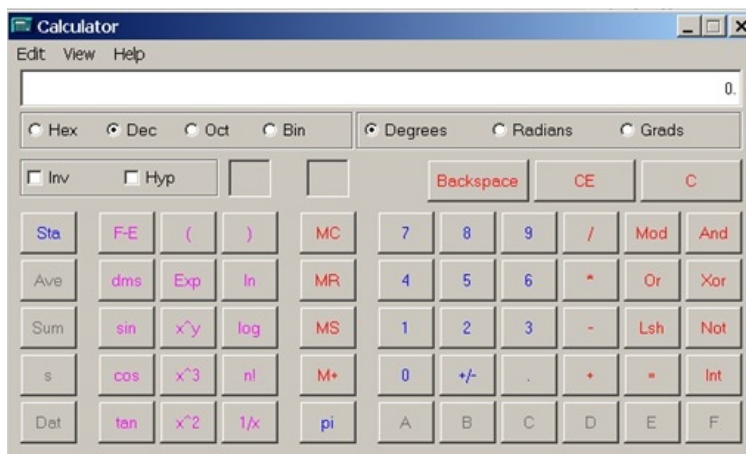 Calculator
Edit View Help
0.
Hex Dec Oct Bin Degrees Radians Grads
Inv Hyp Backspace CE C
Sta F-E ( ) MC 7 8 9 / Mod And
Ave dms Exp ln MR 4 5 6 * Or Xor
Sum sin x^y log MS 1 2 3 - Lsh Not
s cos x^3 n! M+ 0 +/- . + = Int
Dat tan x^2 1/x pi A B C D E F